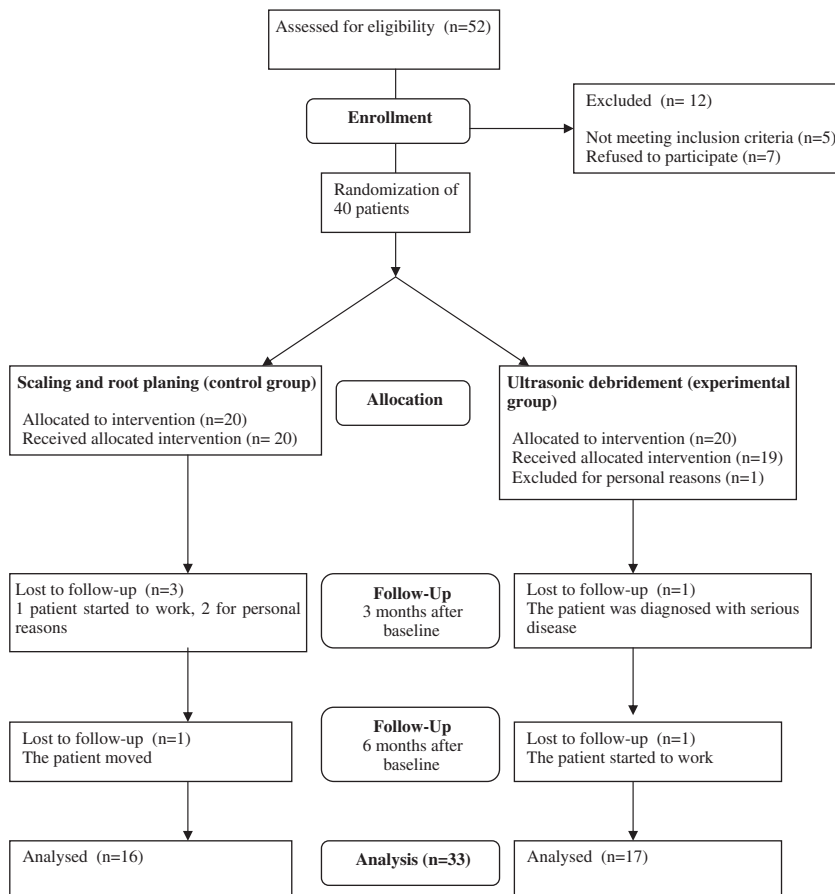 Assessed for eligibility (n=52)
Enrollment
Excluded (n= 12)
Not meeting inclusion criteria (n=5)
Refused to participate (n=7)
Randomization of
40 patients
Scaling and root planing (control group)
Allocated to intervention (n=20)
Received allocated intervention (n= 20)
Allocation
Ultrasonic debridement (experimental
group)
Allocated to intervention (n=20)
Received allocated intervention (n=19)
Excluded for personal reasons (n=1)
Lost to follow-up (n=3)
1 patient started to work, 2 for personal
reasons
Follow-Up
3 months after
baseline
Lost to follow-up (n=1)
The patient was diagnosed with serious
disease
Lost to follow-up (n=1)
The patient moved
Follow-Up
6 months after
baseline
Lost to follow-up (n=1)
The patient started to work
Analysed (n=16)
Analysis (n=33)
Analysed (n=17)